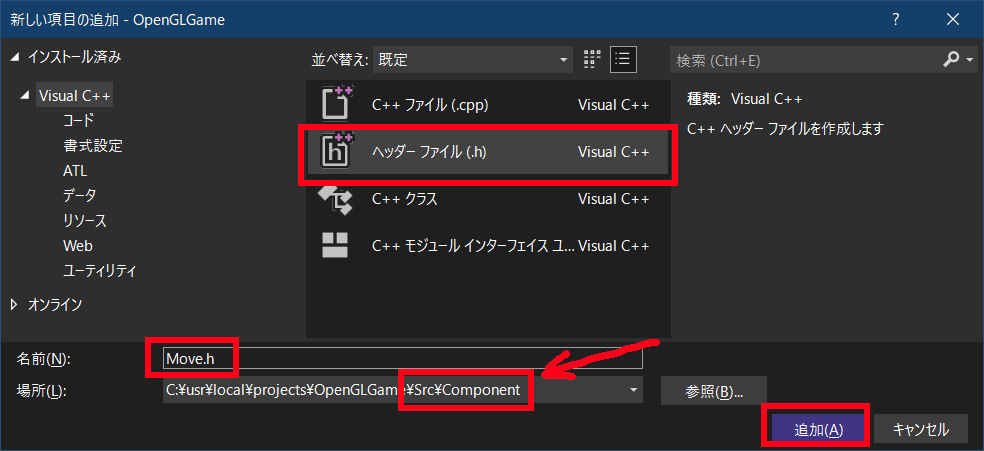 新しい項目の追加 - OpenGLGame
インストール済み
並べ替え: 既定
検索 (Ctrl+E)
Visual C++
コード
書式設定
ATL
データ
リソース
Web
ユーティリティ
オンライン
C++ ファイル (.cpp) Visual C++
ヘッダー ファイル (.h) Visual C++
C++ クラス Visual C++
C++ モジュール インターフェイス ユ... Visual C++
種類: Visual C++
C++ ヘッダー ファイルを作成します
名前(N): Move.h
場所(L): C:¥usr¥local¥projects¥OpenGLGame¥Src¥Component
参照(B)...
追加(A)
キャンセル